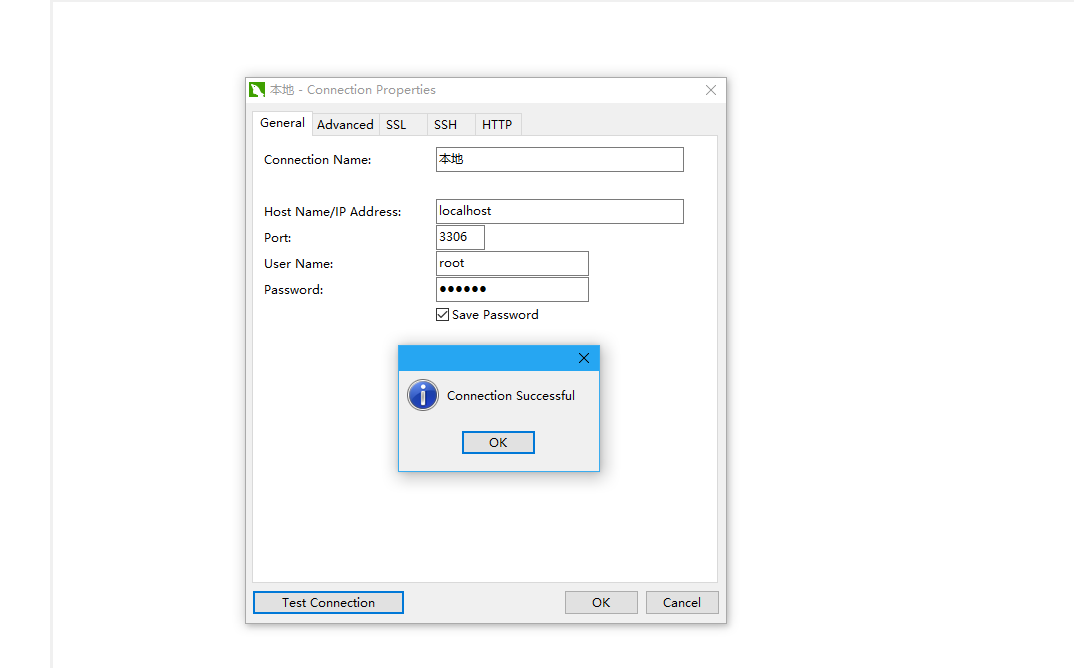 本地 - Connection Properties
General Advanced SSL SSH HTTP
Connection Name: 本地
Host Name/IP Address: localhost
Port: 3306
User Name: root
Password: ●●●●●●
Save Password
Connection Successful
OK
Test Connection OK Cancel